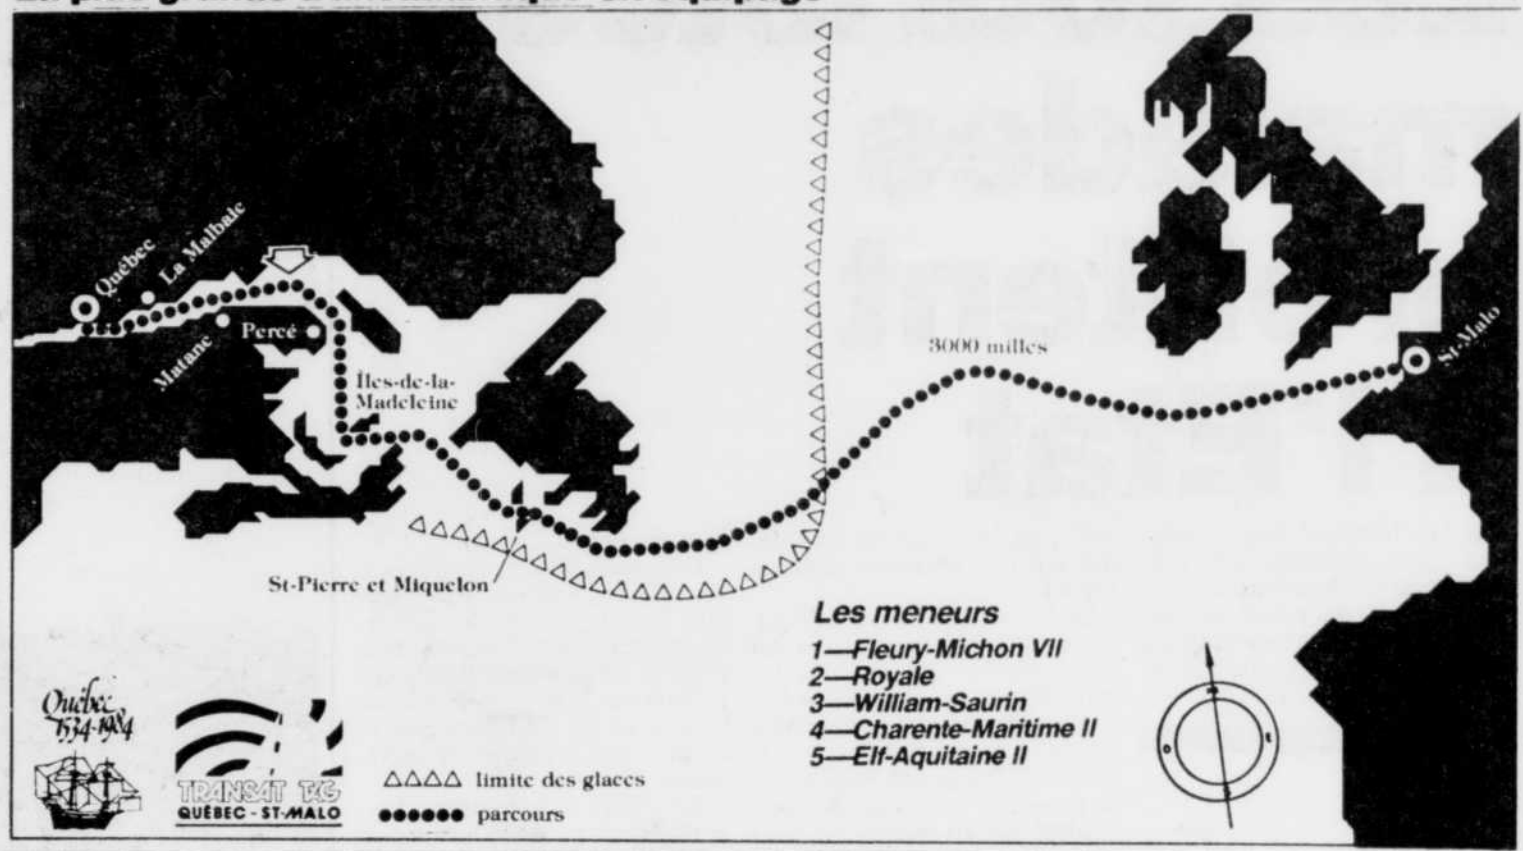 Québec
La Malbaie
Matane
Percé
Îles-de-la-
Madeleine
St-Pierre et Miquelon
3000 milles
St-Malo
Les meneurs
1—Fleury-Michon VII
2—Royale
3—William-Saurin
4—Charente-Maritime II
5—Elf-Aquitaine II
Québec
1534-1984
TRANSAT TAG
QUÉBEC - ST-MALO
limite des glaces
parcours